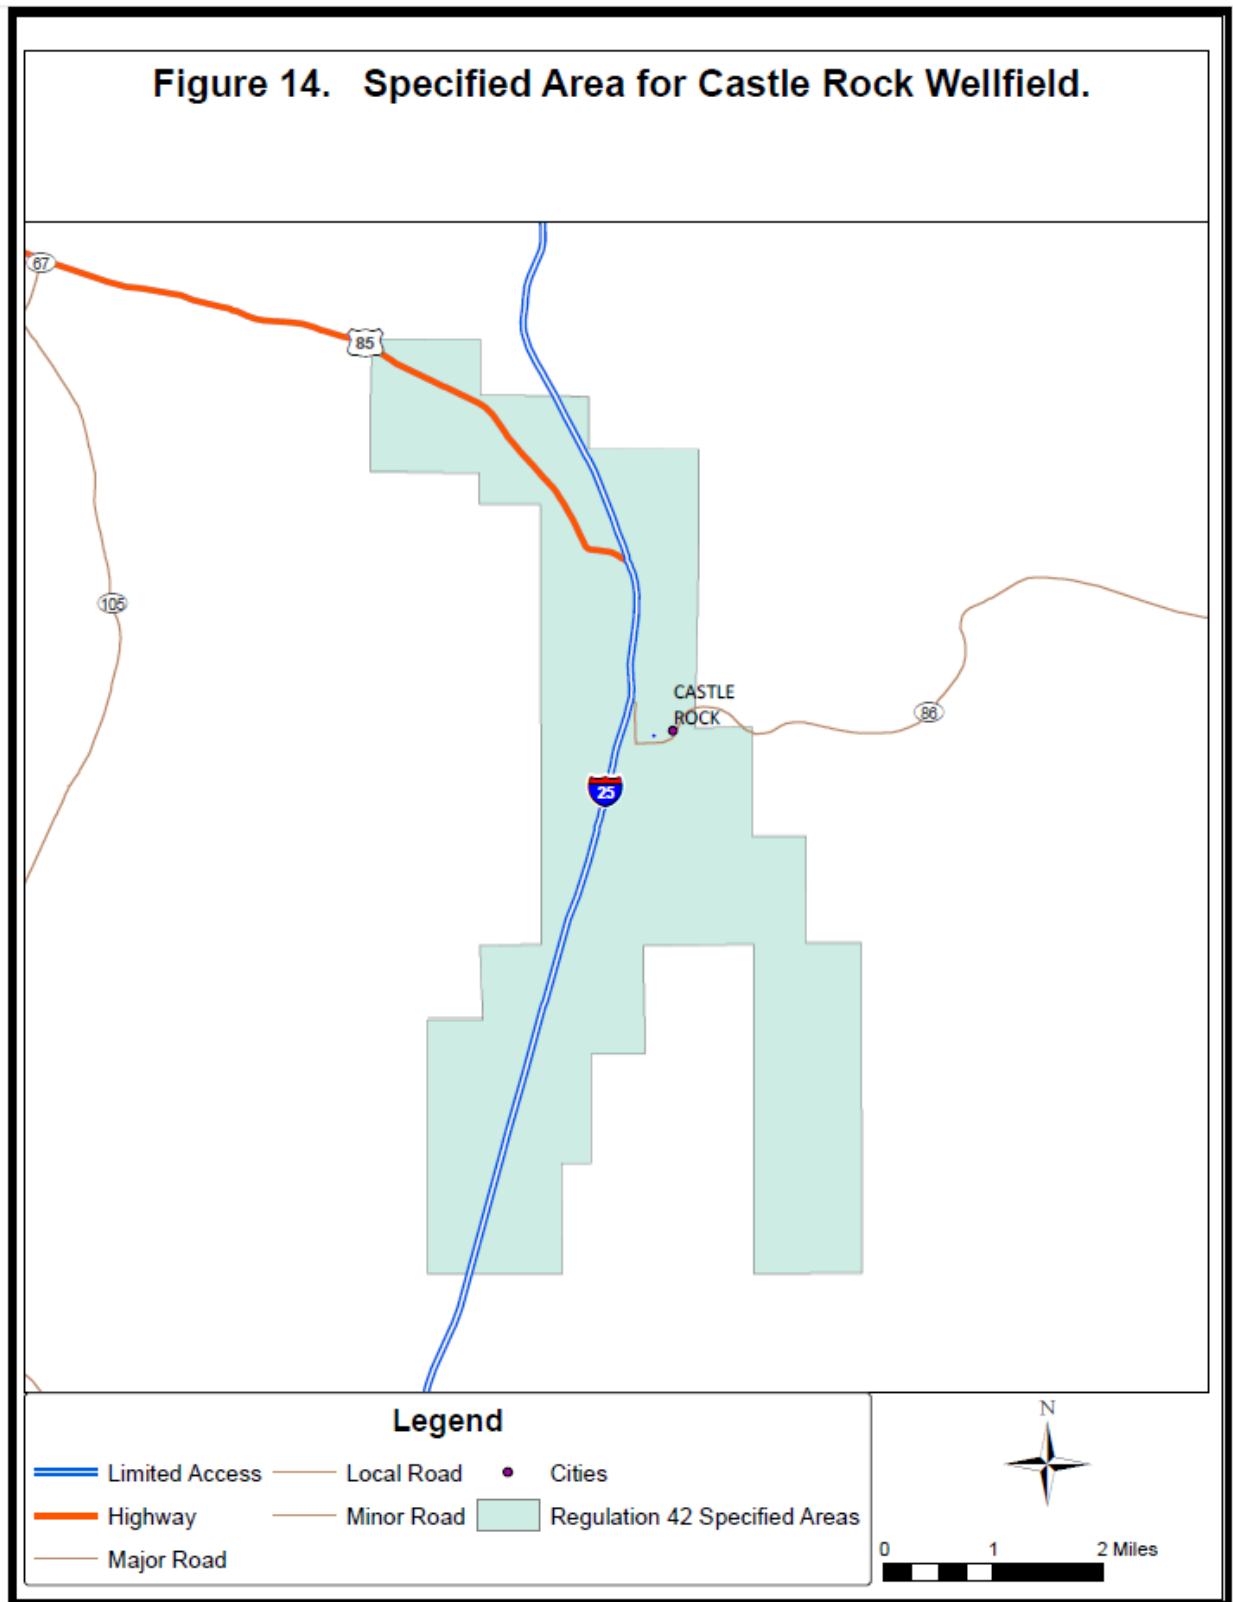 Figure 14. Specified Area for Castle Rock Wellfield.
67
85
105
CASTLE
ROCK
86
25
Legend
Limited Access
Local Road
Cities
Highway
Minor Road
Regulation 42 Specified Areas
Major Road
N
0 1 2 Miles